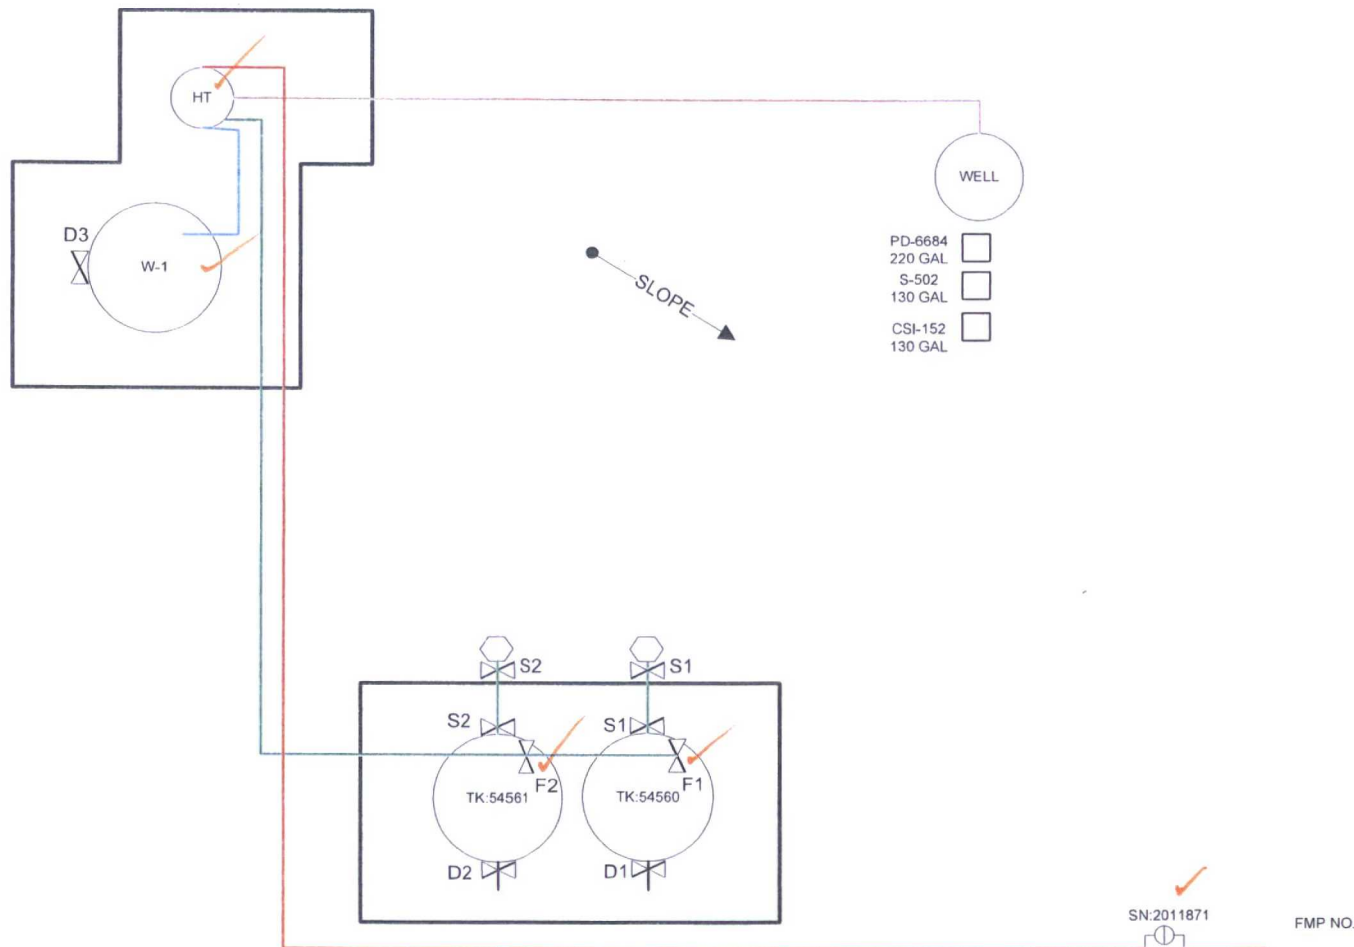 HT
WELL
D3
W-1
PD-6684
220 GAL
S-502
130 GAL
CSI-152
130 GAL
SLOPE
S2
S1
S2
S1
F2
F1
TK:54561
TK:54560
D2
D1
SN:2011871
FMP NO.